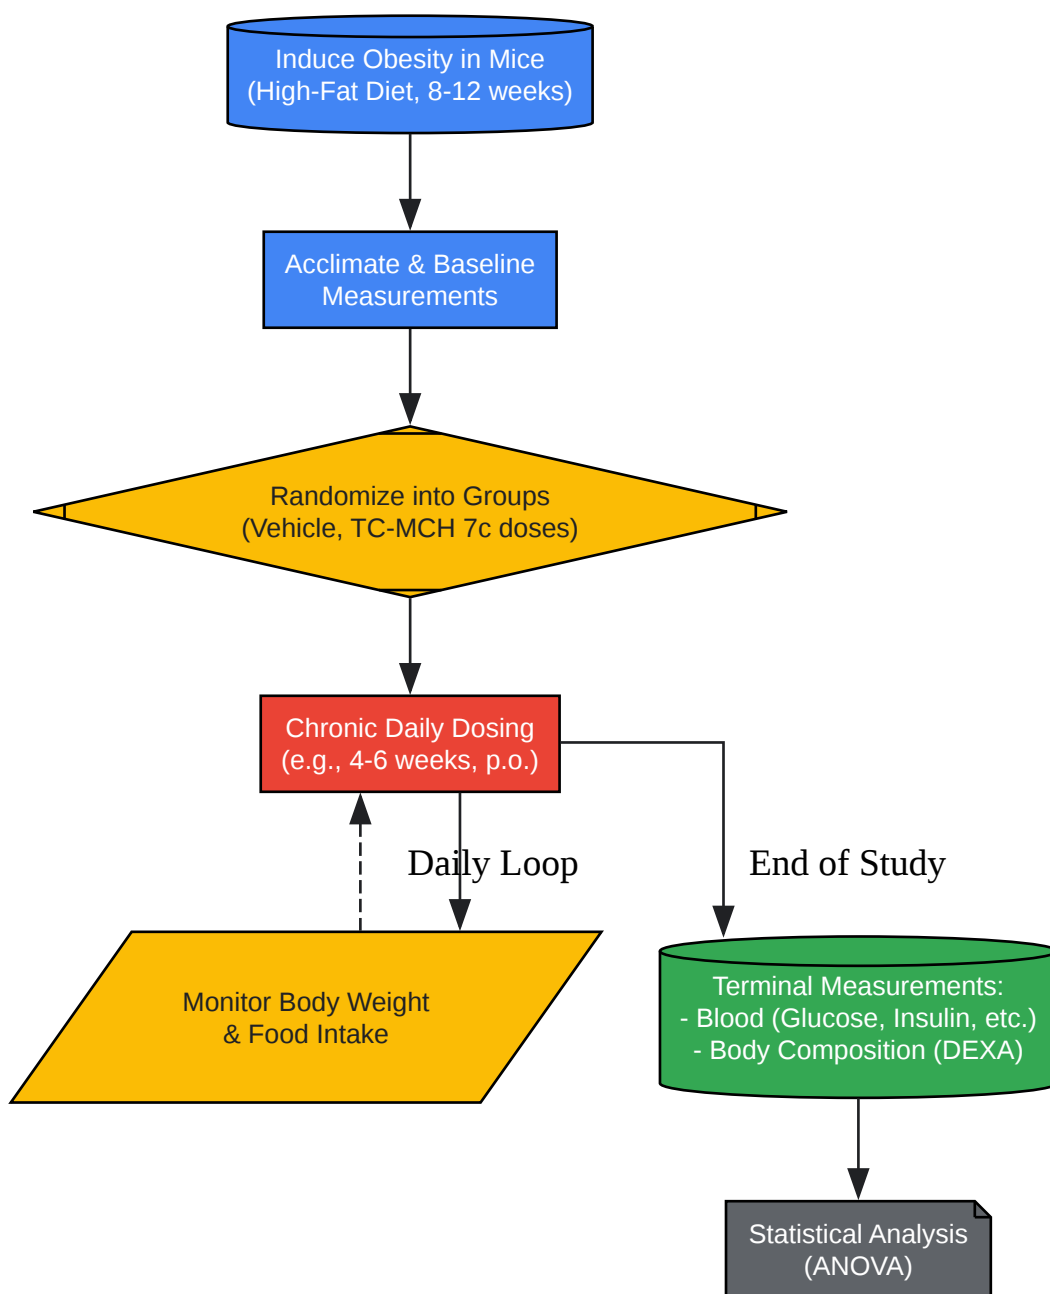 Induce Obesity in Mice
(High-Fat Diet, 8-12 weeks)
Acclimate & Baseline
Measurements
Randomize into Groups
(Vehicle, TC-MCH 7c doses)
Chronic Daily Dosing
(e.g., 4-6 weeks, p.o.)
Daily Loop
End of Study
Monitor Body Weight
& Food Intake
Terminal Measurements:
- Blood (Glucose, Insulin, etc.)
- Body Composition (DEXA)
Statistical Analysis
(ANOVA)